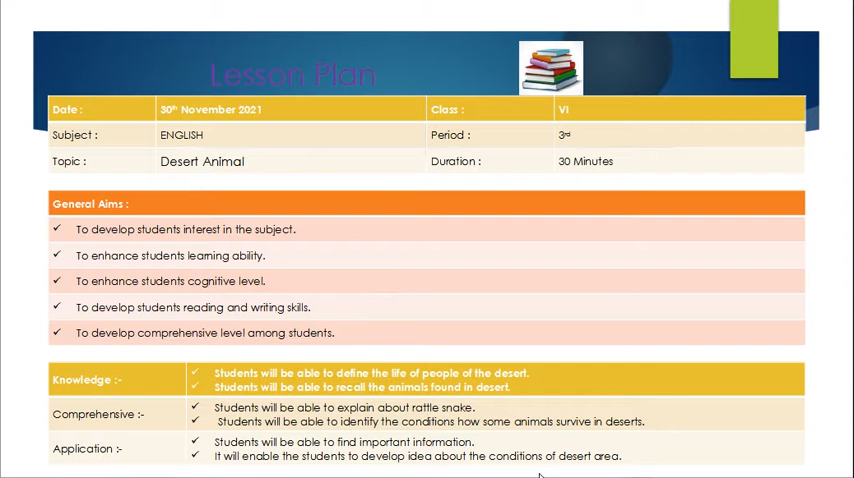 Lesson Plan
Date : 30th November 2021 Class : VI
Subject : ENGLISH Period : 3rd
Topic : Desert Animal Duration : 30 Minutes
General Aims :
✓ To develop students interest in the subject.
✓ To enhance students learning ability.
✓ To enhance students cognitive level.
✓ To develop students reading and writing skills.
✓ To develop comprehensive level among students.
Knowledge :-
✓ Students will be able to define the life of people of the desert.
✓ Students will be able to recall the animals found in desert.
Comprehensive :-
✓ Students will be able to explain about rattle snake.
✓ Students will be able to identify the conditions how some animals survive in deserts.
Application :-
✓ Students will be able to find important information.
✓ It will enable the students to develop idea about the conditions of desert area.